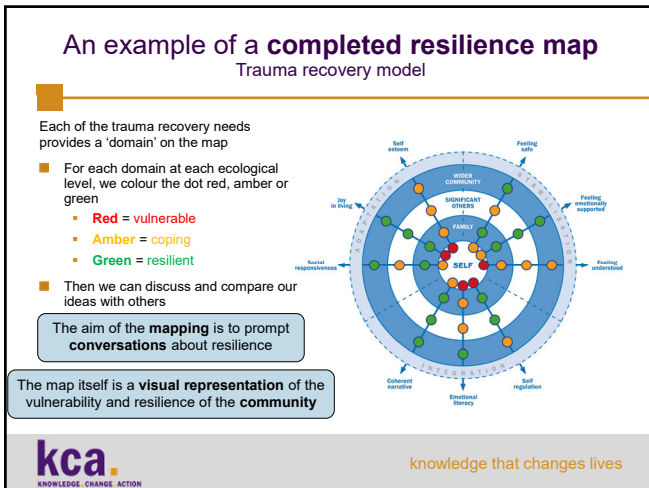 An example of a completed resilience map
Trauma recovery model
Each of the trauma recovery needs
provides a ‘domain’ on the map
For each domain at each ecological
level, we colour the dot red, amber or
green
Red = vulnerable
Amber = coping
Green = resilient
Then we can discuss and compare our
ideas with others
The aim of the mapping is to prompt
conversations about resilience
The map itself is a visual representation of the
vulnerability and resilience of the community
Self
esteem
Feeling
safe
Joy
in living
Feeling
emotionally
supported
Social
responsiveness
Feeling
understood
Coherent
narrative
Emotional
literacy
Self
regulation
ADAPTATION
STABILISATION
INTEGRATION
WIDER
COMMUNITY
SIGNIFICANT
OTHERS
FAMILY
SELF
kca.
KNOWLEDGE . CHANGE . ACTION
knowledge that changes lives